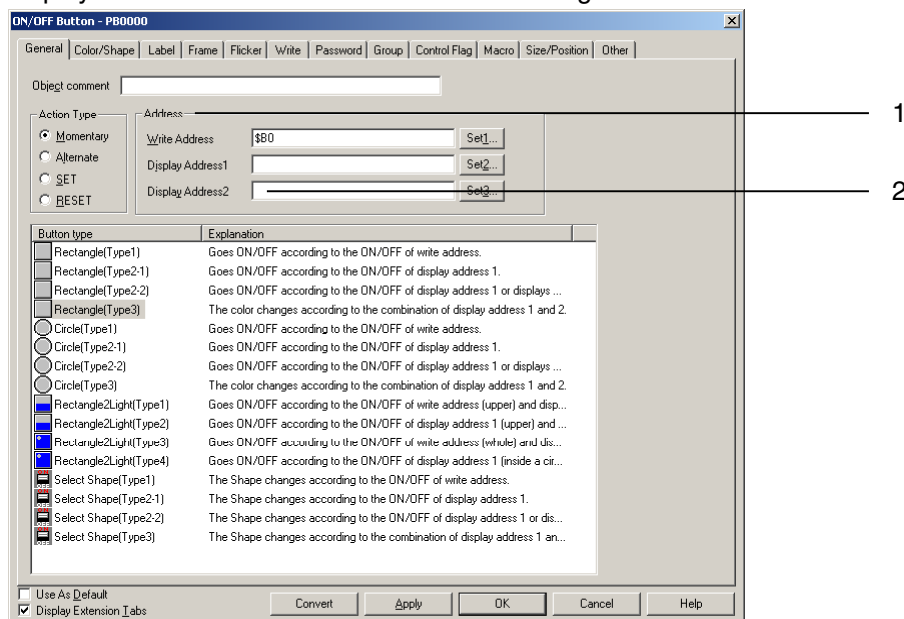 ON/OFF Button - PB0000
General Color/Shape Label Frame Flicker Write Password Group Control Flag Macro Size/Position Other
Object comment
Action Type
Momentary
Alternate
SET
RESET
Address
Write Address $B0 Set1...
Display Address1 Set2...
Display Address2 Set3...
1
2
Button type Explanation
Rectangle(Type1) Goes ON/OFF according to the ON/OFF of write address.
Rectangle(Type2-1) Goes ON/OFF according to the ON/OFF of display address 1.
Rectangle(Type2-2) Goes ON/OFF according to the ON/OFF of display address 1 or displays ...
Rectangle(Type3) The color changes according to the combination of display address 1 and 2.
Circle(Type1) Goes ON/OFF according to the ON/OFF of write address.
Circle(Type2-1) Goes ON/OFF according to the ON/OFF of display address 1.
Circle(Type2-2) Goes ON/OFF according to the ON/OFF of display address 1 or displays ...
Circle(Type3) The color changes according to the combination of display address 1 and 2.
Rectangle2Light(Type1) Goes ON/OFF according to the ON/OFF of write address (upper) and disp...
Rectangle2Light(Type2) Goes ON/OFF according to the ON/OFF of display address 1 (upper) and ...
Rectangle2Light(Type3) Goes ON/OFF according to the ON/OFF of write address (whole) and dis...
Rectangle2Light(Type4) Goes ON/OFF according to the ON/OFF of display address 1 (inside a cir...
Select Shape(Type1) The Shape changes according to the ON/OFF of write address.
Select Shape(Type2-1) The Shape changes according to the ON/OFF of display address 1.
Select Shape(Type2-2) The Shape changes according to the ON/OFF of display address 1 or dis...
Select Shape(Type3) The Shape changes according to the combination of display address 1 an...
Use As Default
Display Extension Tabs
Convert Apply OK Cancel Help